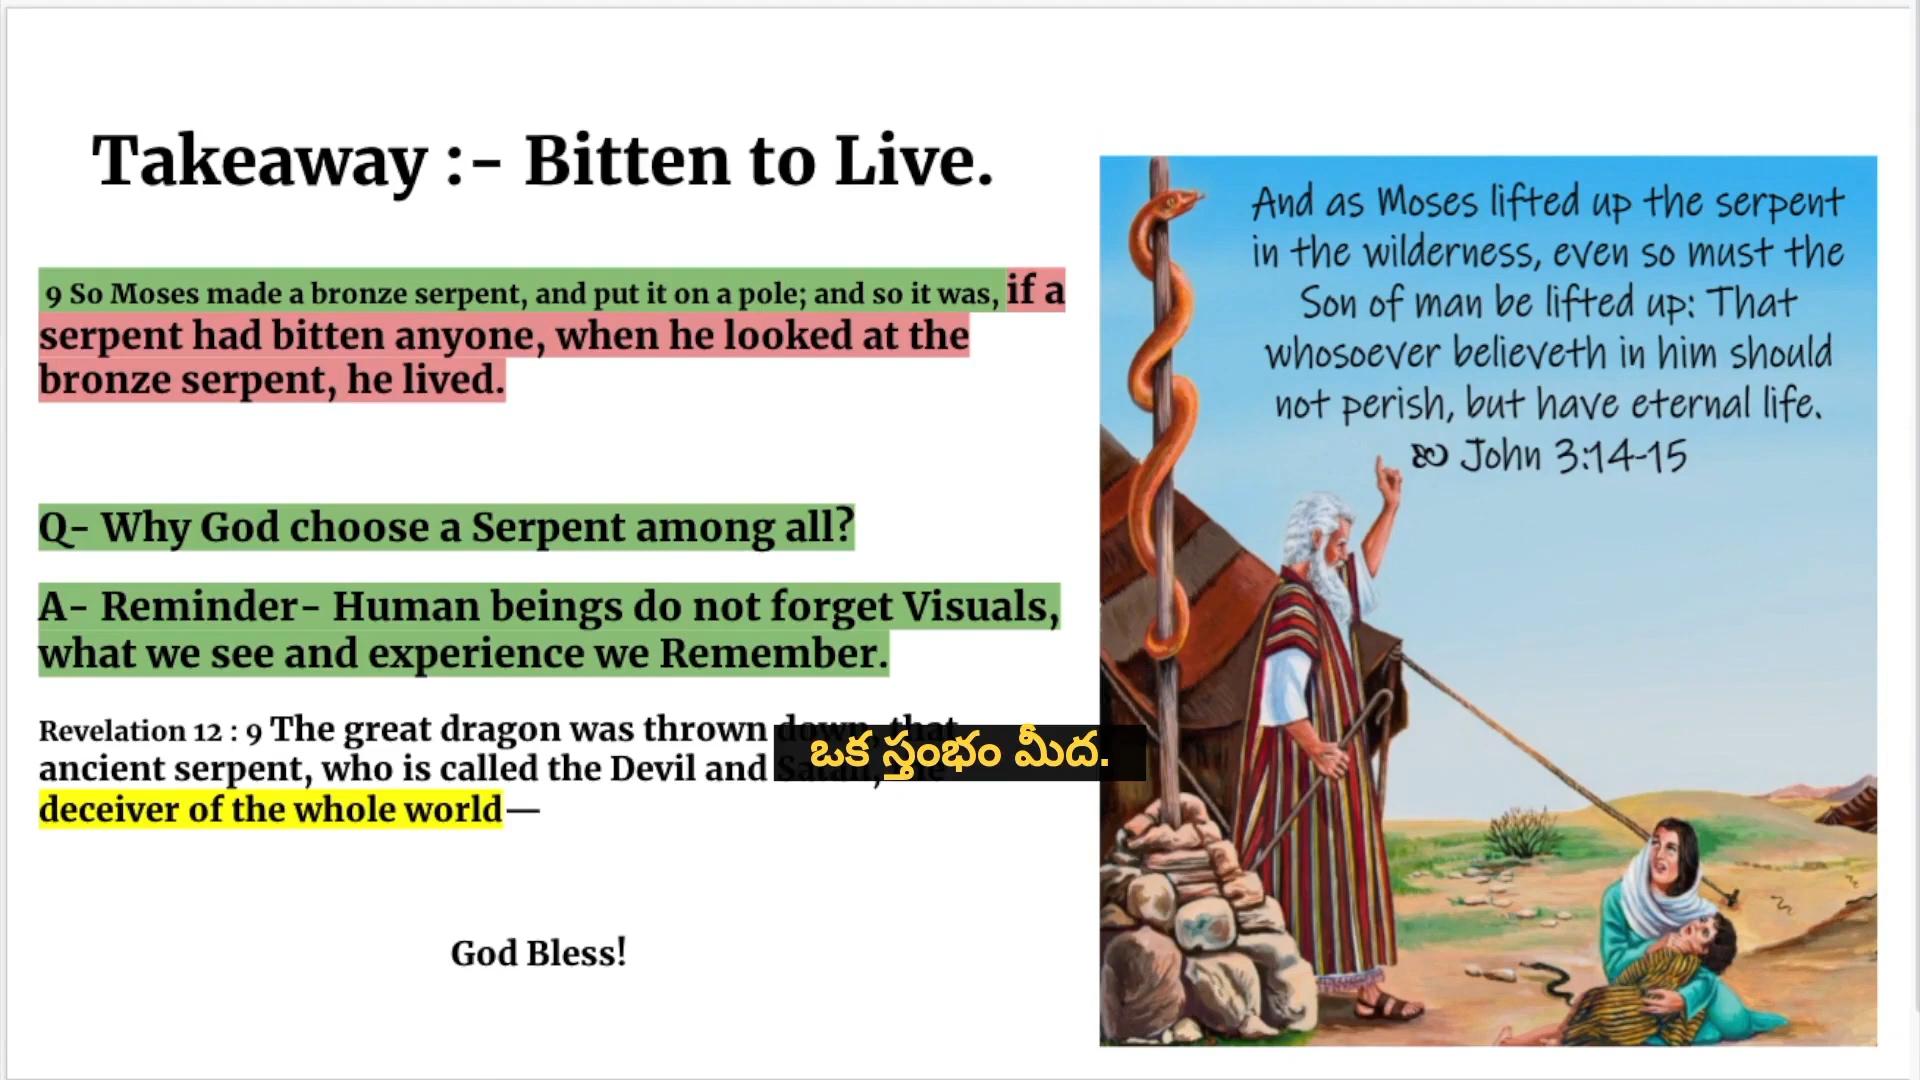 Takeaway :- Bitten to Live.
9 So Moses made a bronze serpent, and put it on a pole; and so it was, if a
serpent had bitten anyone, when he looked at the
bronze serpent, he lived.
Q- Why God choose a Serpent among all?
A- Reminder- Human beings do not forget Visuals,
what we see and experience we Remember.
Revelation 12 : 9 The great dragon was thrown down, that
ancient serpent, who is called the Devil and Satan, the
deceiver of the whole world—
God Bless!
ఒక స్తంభం మీద.
And as Moses lifted up the serpent
in the wilderness, even so must the
Son of man be lifted up: That
whosoever believeth in him should
not perish, but have eternal life.
John 3:14-15